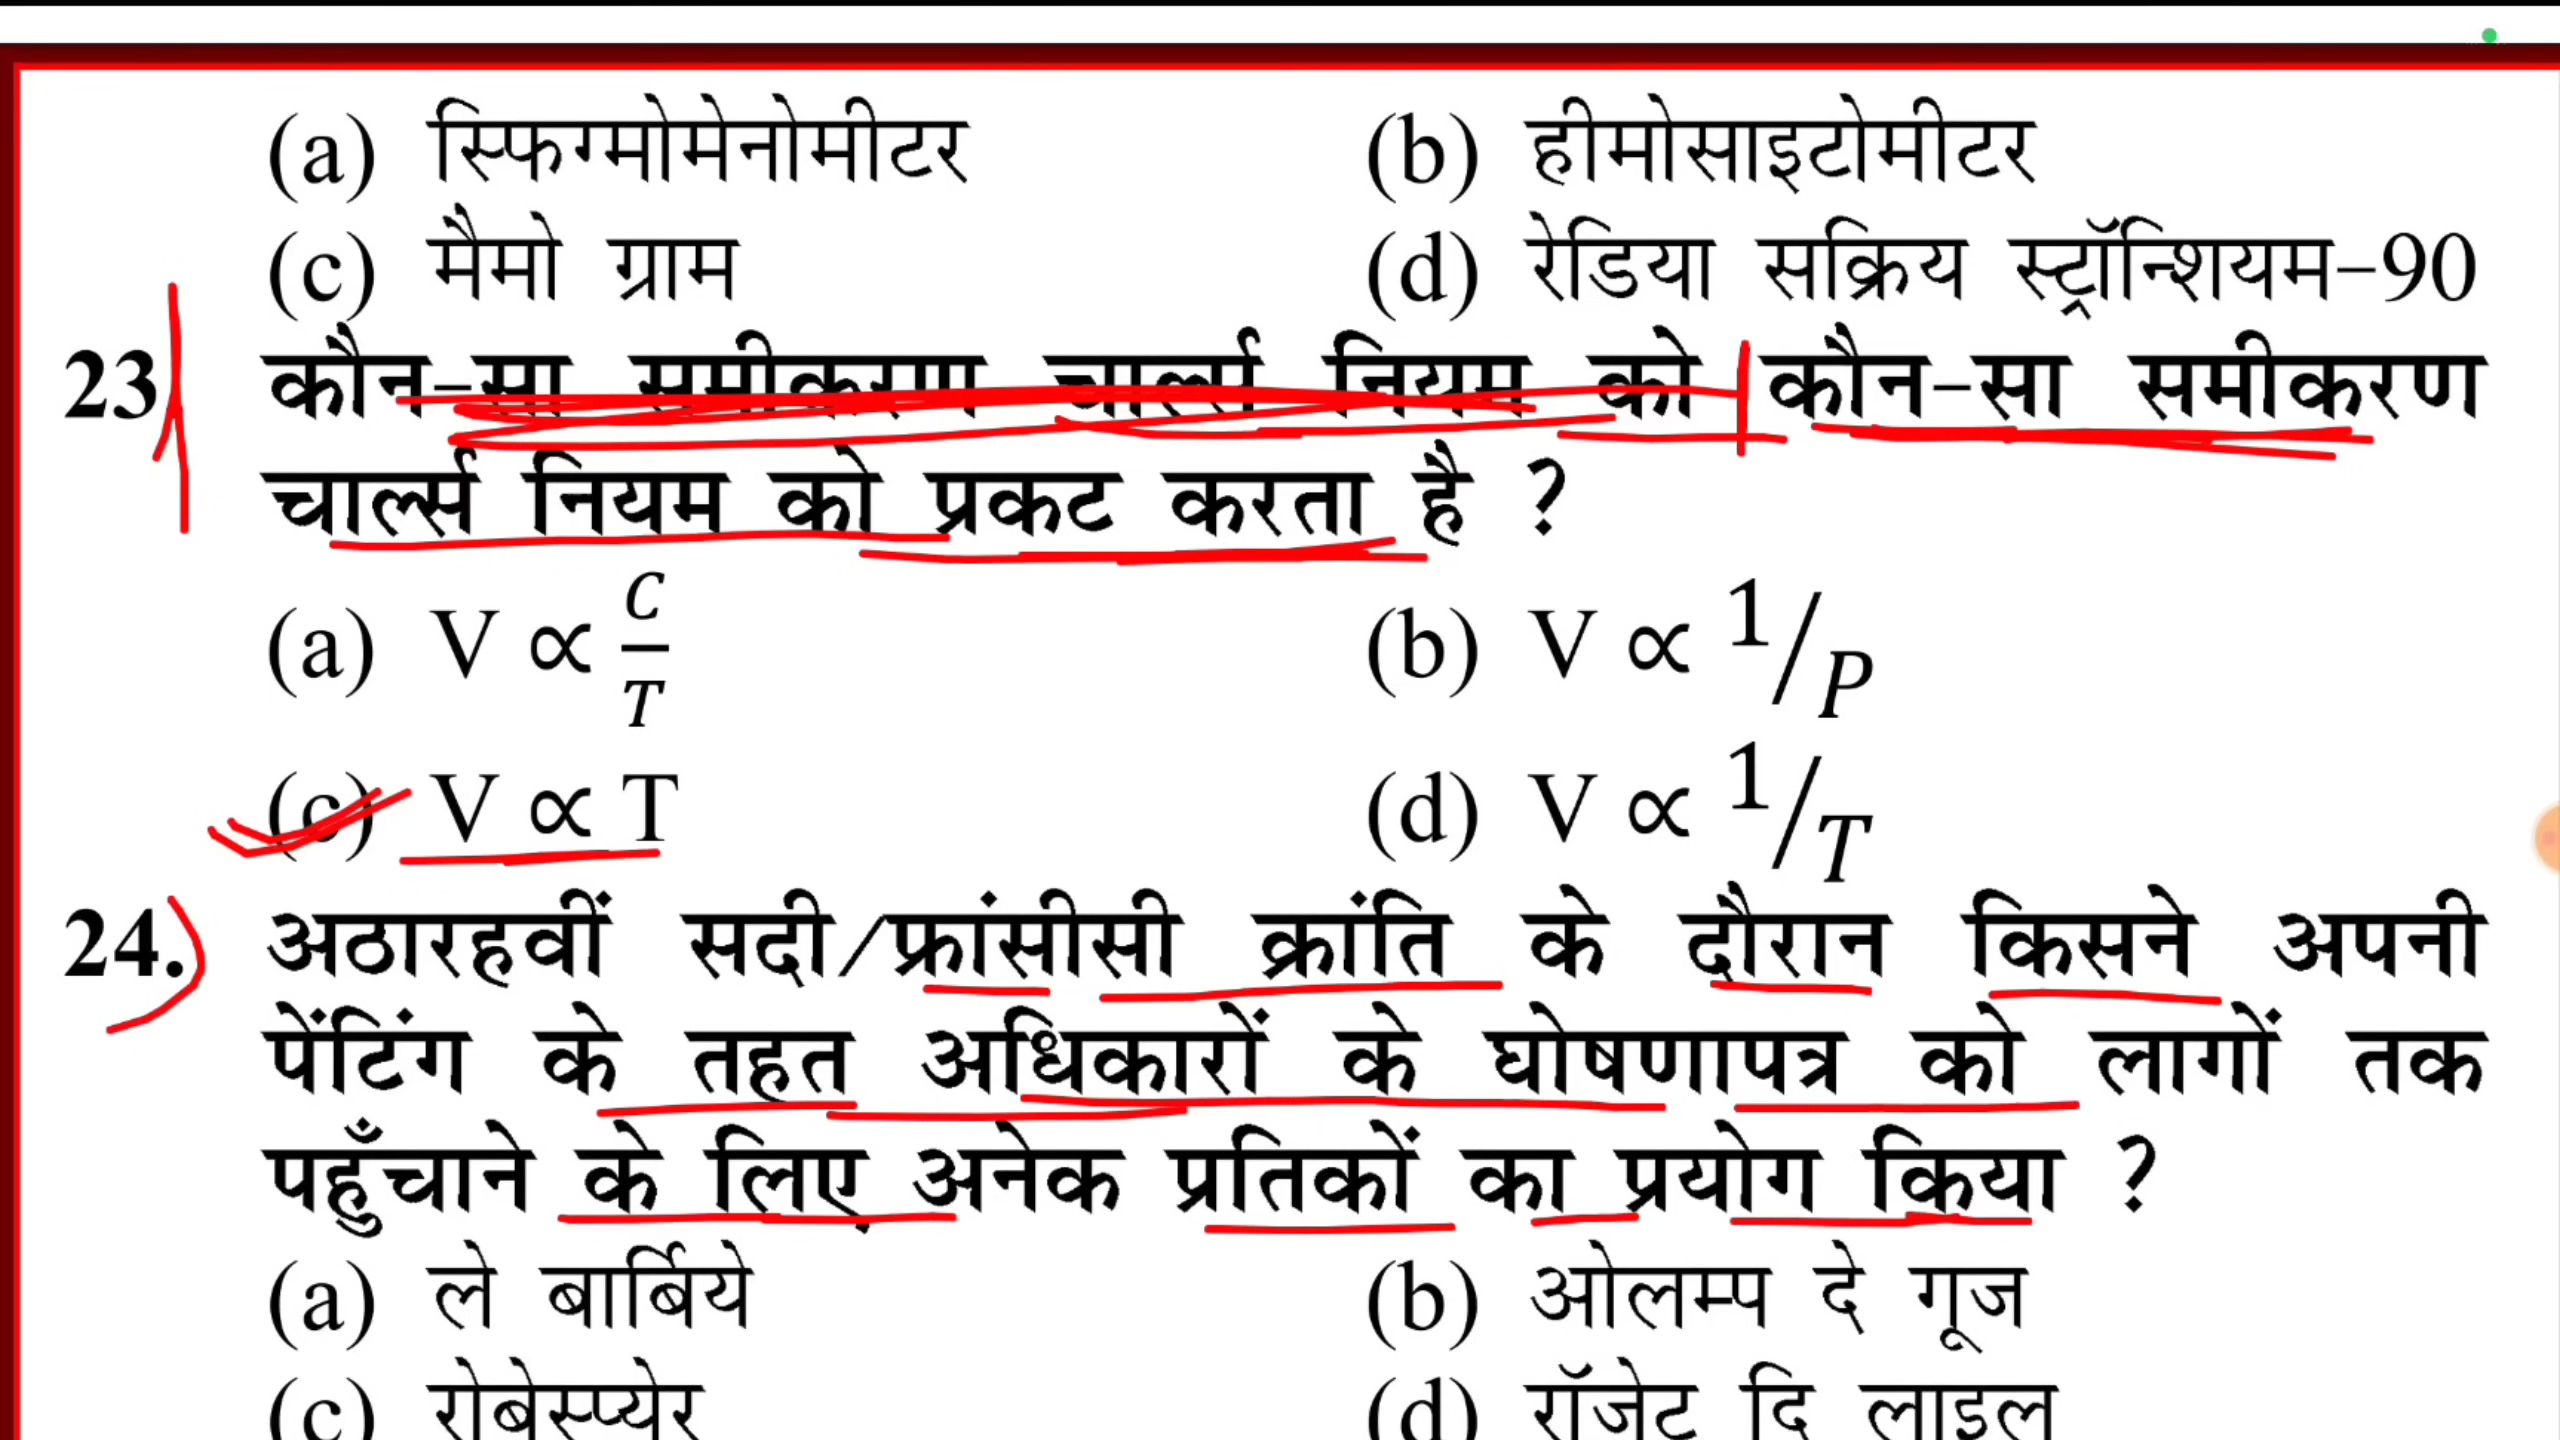 (a) स्फिग्मोमेनोमीटर (b) हीमोसाइटोमीटर
(c) मैमो ग्राम (d) रेडिया सक्रिय स्ट्रॉन्शियम-90
23 कौन-सा समीकरण चार्ल्स नियम को कौन-सा समीकरण
चार्ल्स नियम को प्रकट करता है ?
(a) V ∝ C/T (b) V ∝ 1/P
(c) V ∝ T (d) V ∝ 1/T
24. अठारहवीं सदी/फ्रांसीसी क्रांति के दौरान किसने अपनी
पेंटिंग के तहत अधिकारों के घोषणापत्र को लागों तक
पहुँचाने के लिए अनेक प्रतिकों का प्रयोग किया ?
(a) ले बार्बिये (b) ओलम्प दे गूज
(c) रोबेस्प्येर (d) रॉजेट दि लाइल